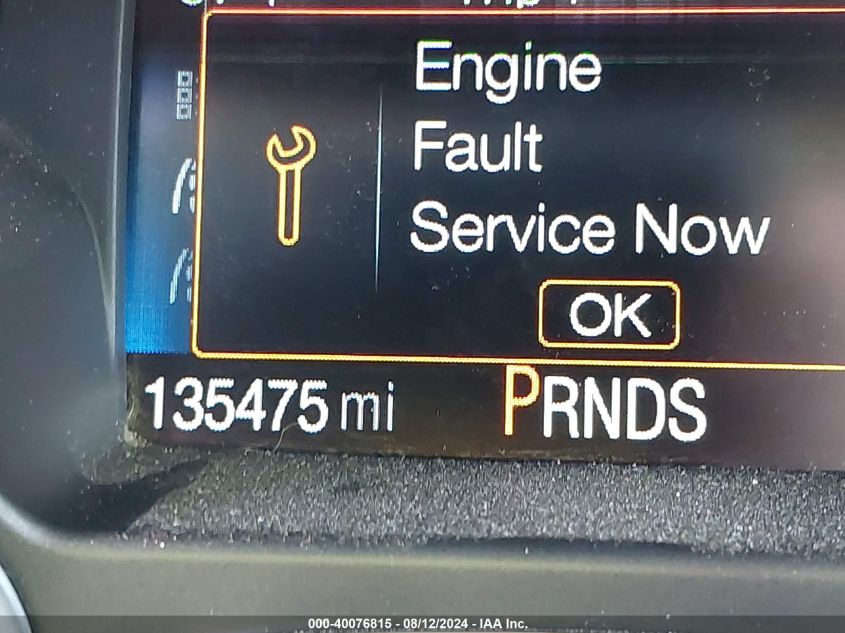 Engine
Fault
Service Now
OK
135475 mi PRNDS
000-40076815 - 08/12/2024 - IAA Inc.